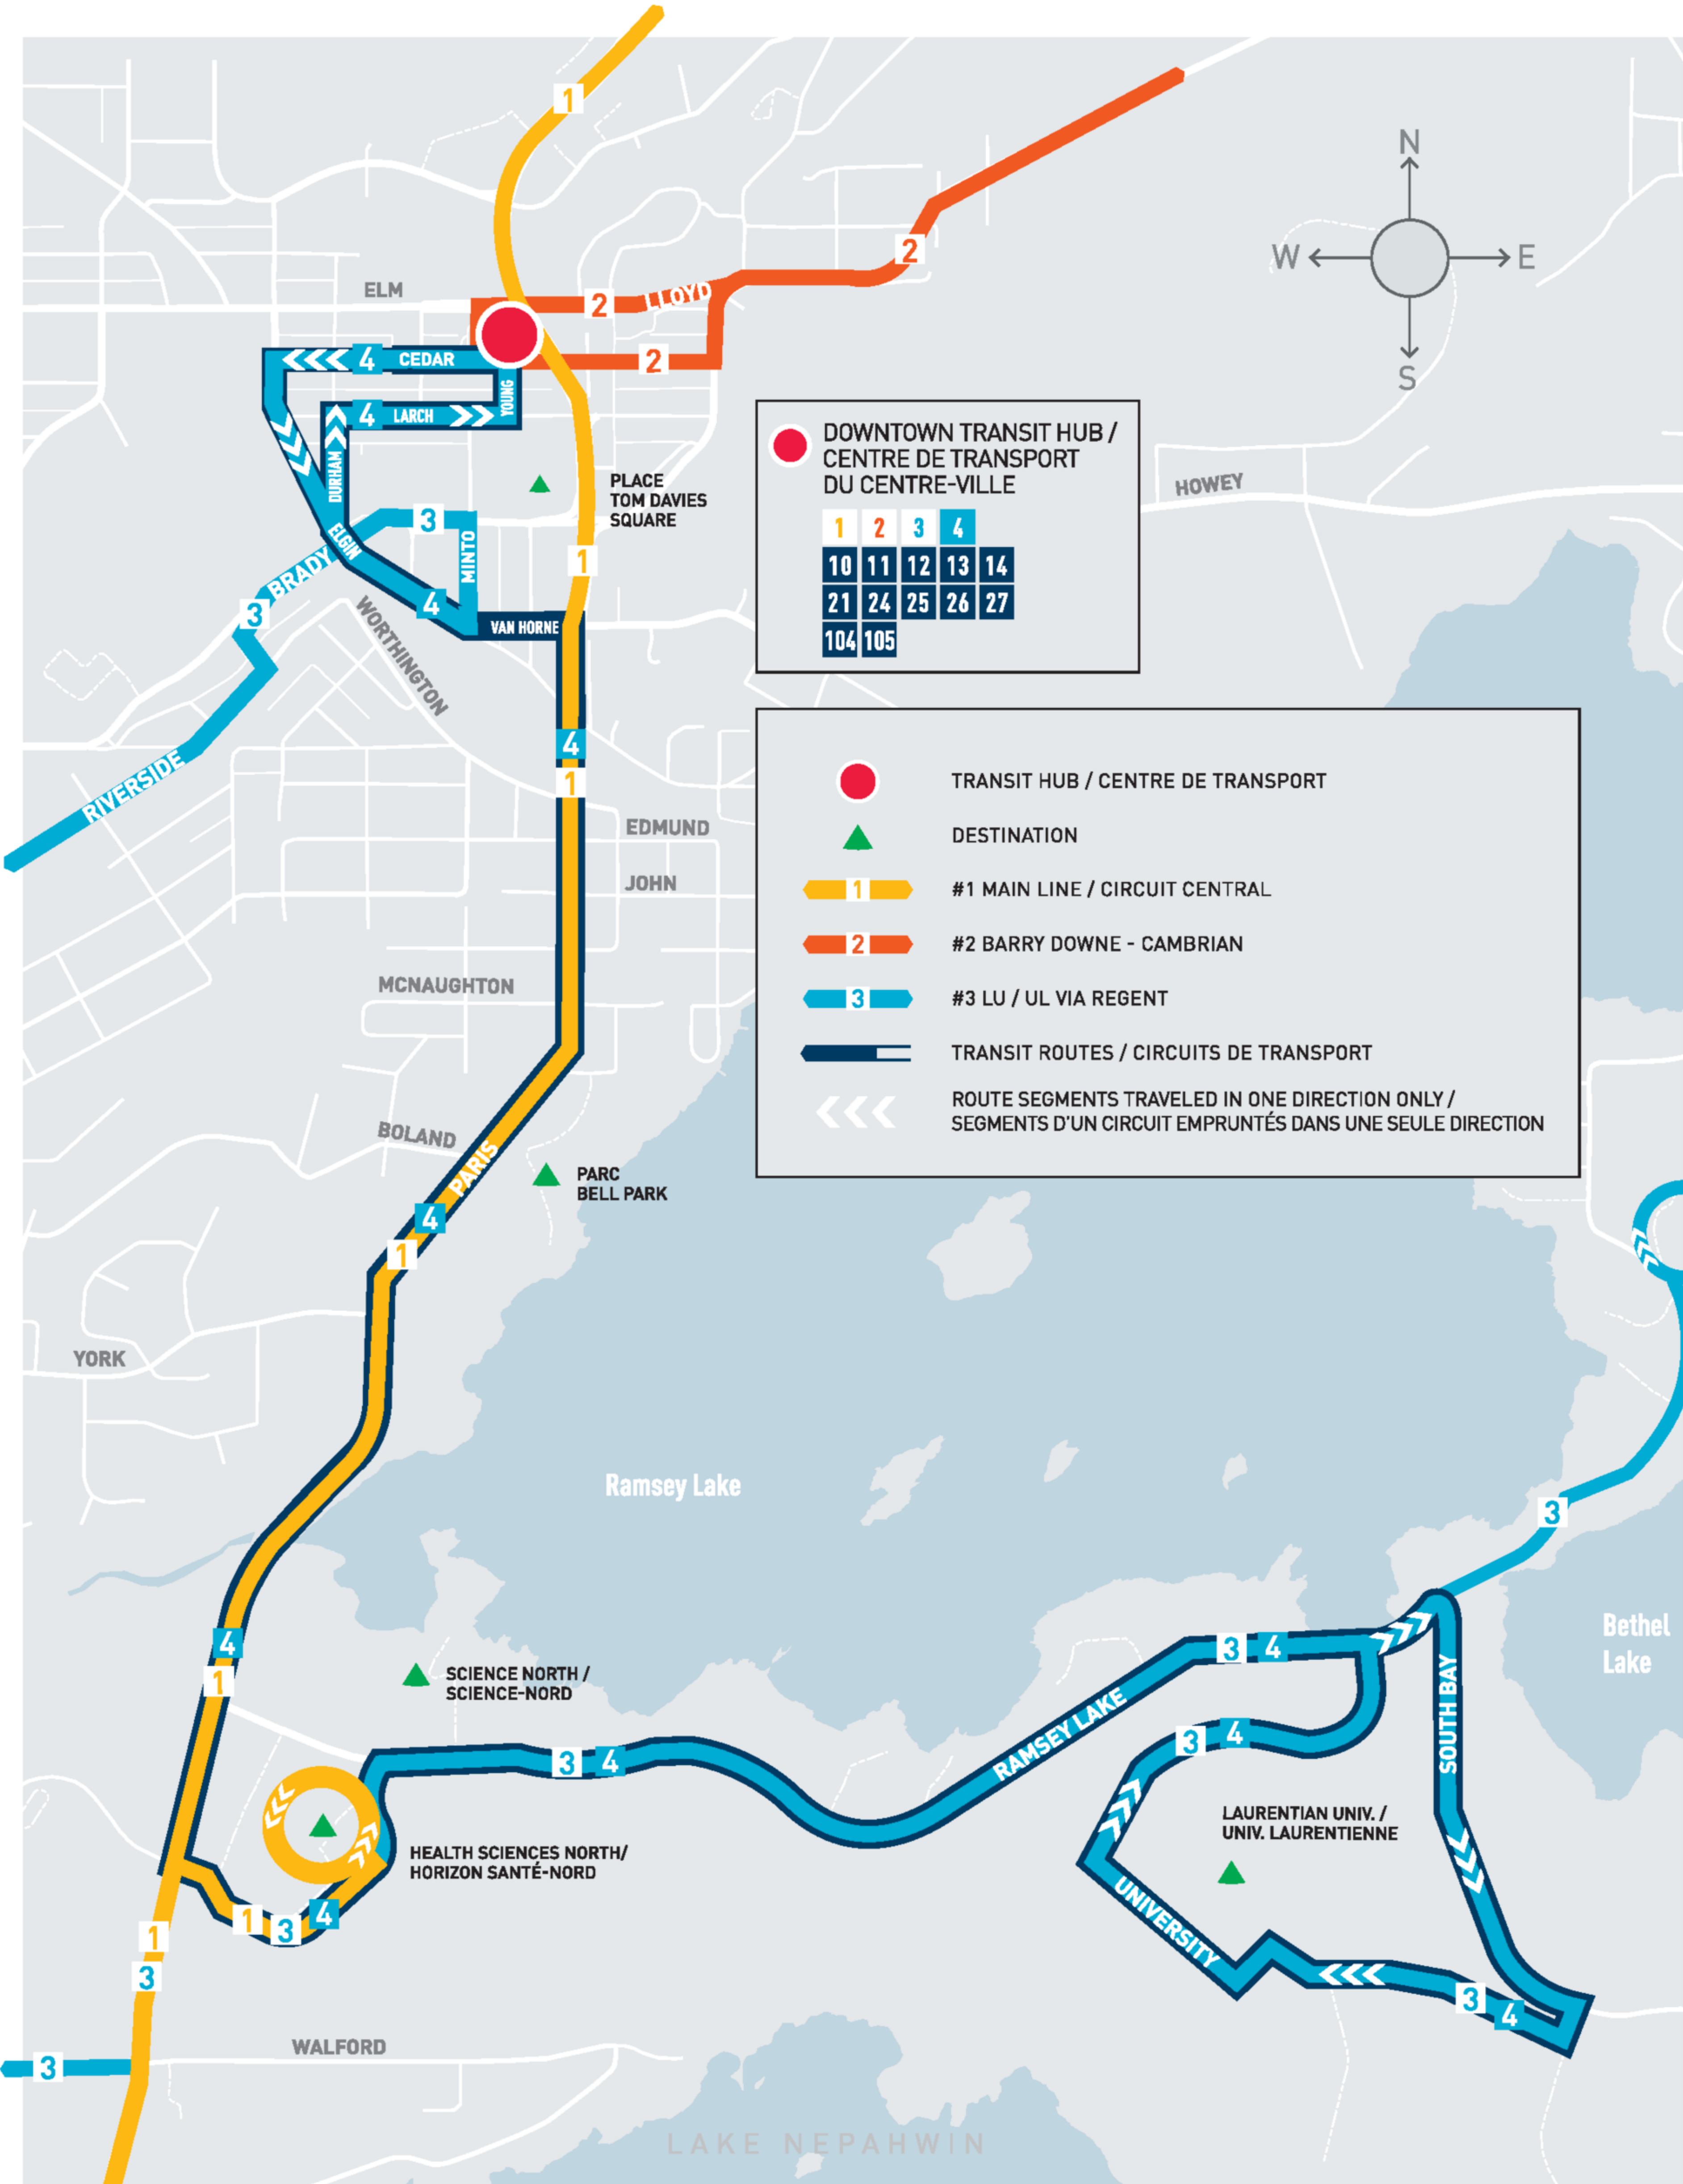 1
N
W
E
S
2
ELM
2
LLOYD
2
4
CEDAR
YOUNG
4
LARCH
DURHAM
PLACE
TOM DAVIES
SQUARE
DOWNTOWN TRANSIT HUB /
CENTRE DE TRANSPORT
DU CENTRE-VILLE
1 2 3 4
10 11 12 13 14
21 24 25 26 27
104 105
HOWEY
3
MINTO
ELGIN
BRADY
1
3
4
VAN HORNE
WORTHINGTON
4
1
RIVERSIDE
EDMUND
JOHN
MCNAUGHTON
TRANSIT HUB / CENTRE DE TRANSPORT
DESTINATION
1
#1 MAIN LINE / CIRCUIT CENTRAL
2
#2 BARRY DOWNE - CAMBRIAN
3
#3 LU / UL VIA REGENT
TRANSIT ROUTES / CIRCUITS DE TRANSPORT
ROUTE SEGMENTS TRAVELED IN ONE DIRECTION ONLY /
SEGMENTS D'UN CIRCUIT EMPRUNTÉS DANS UNE SEULE DIRECTION
BOLAND
PARIS
PARC
BELL PARK
4
1
YORK
Ramsey Lake
3
Bethel
Lake
4
1
SCIENCE NORTH /
SCIENCE-NORD
3 4
SOUTH BAY
RAMSEY LAKE
3 4
3 4
LAURENTIAN UNIV. /
UNIV. LAURENTIENNE
HEALTH SCIENCES NORTH/
HORIZON SANTÉ-NORD
UNIVERSITY
1 3 4
1
3
3 4
WALFORD
3
LAKE NEPAHWIN